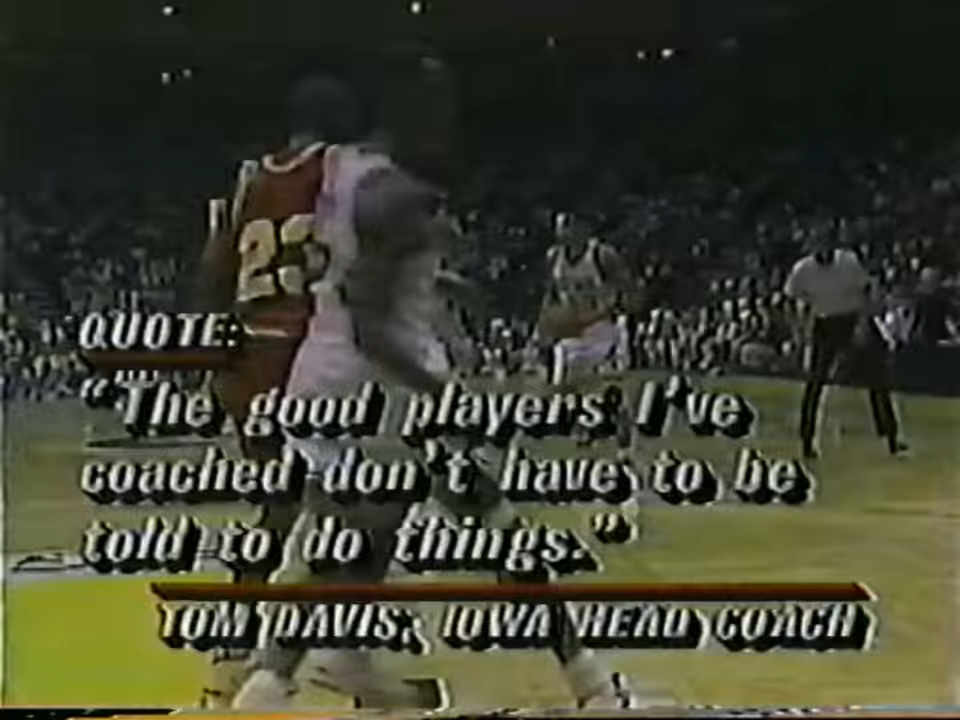 23
QUOTE:
"The good players I've
coached don't have to be
told to do things."
TOM DAVIS, IOWA HEAD COACH